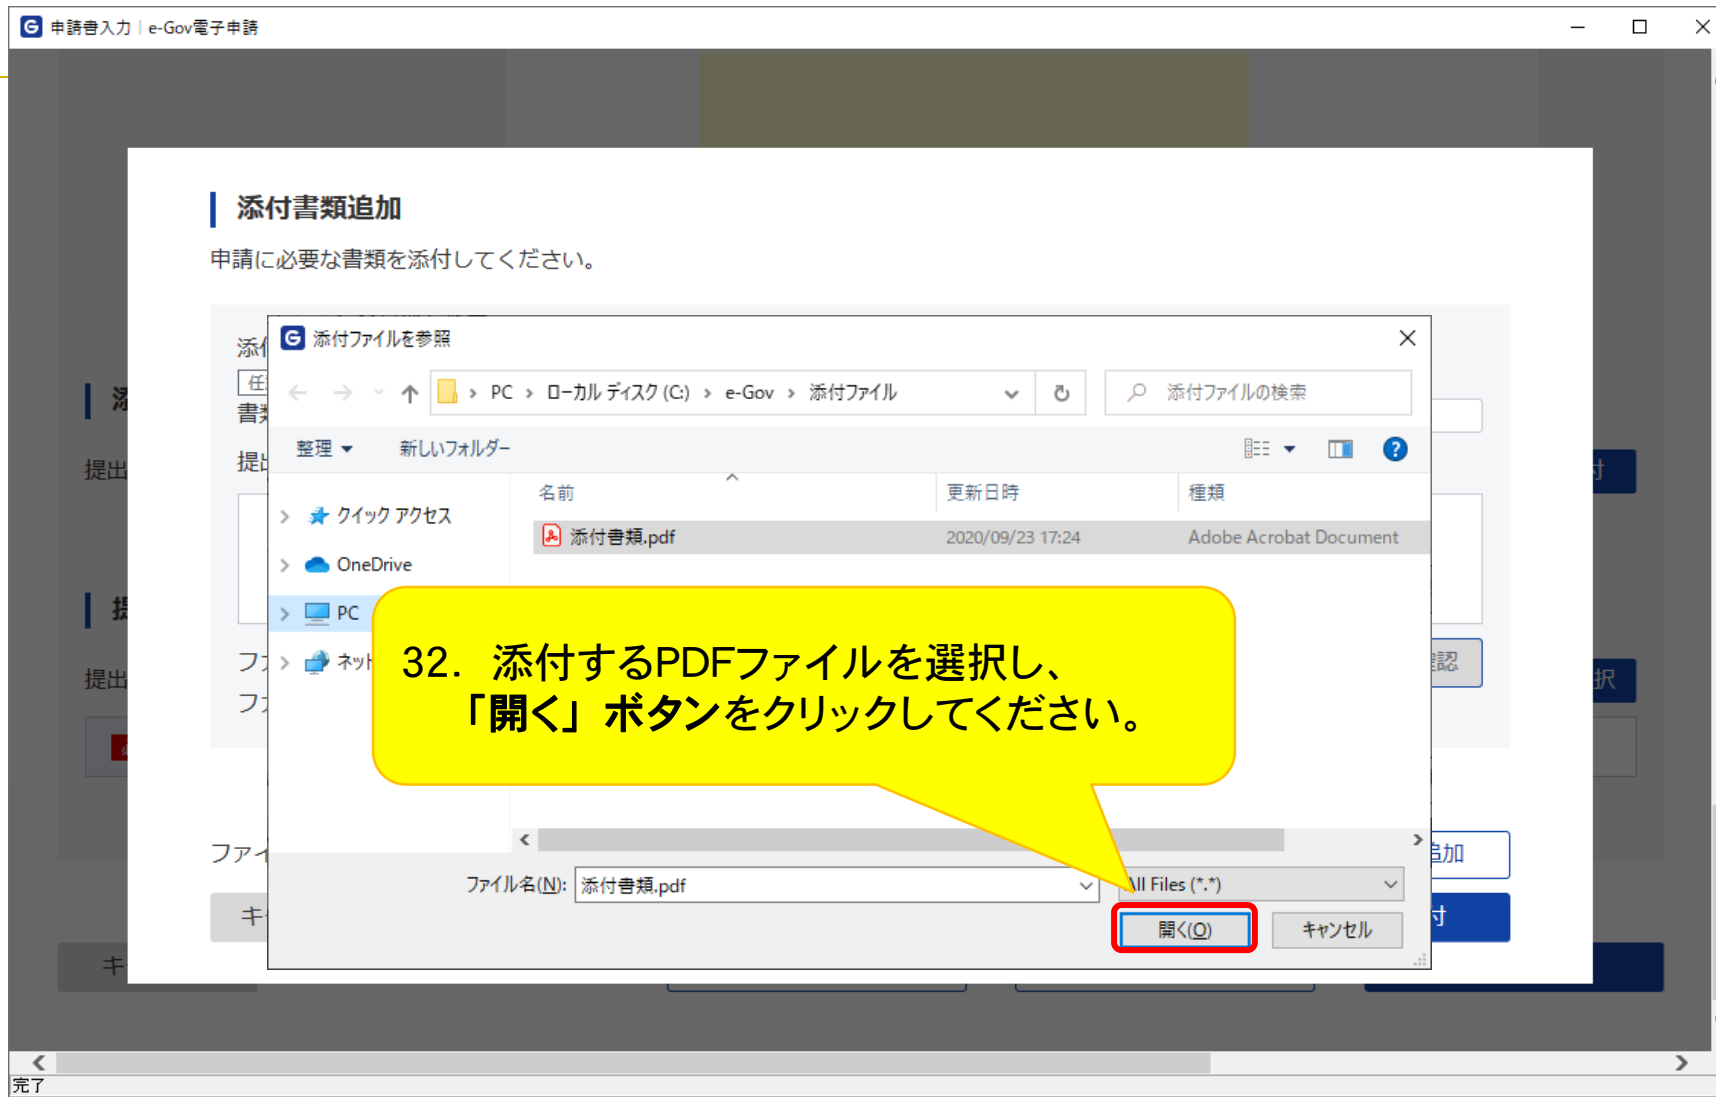 申請書入力｜e-Gov電子申請
添付書類追加
申請に必要な書類を添付してください。
添付ファイルを参照
PC › ローカル ディスク (C:) › e-Gov › 添付ファイル
添付ファイルの検索
整理 新しいフォルダー
名前 更新日時 種類
添付書類.pdf 2020/09/23 17:24 Adobe Acrobat Document
クイック アクセス
OneDrive
PC
32．添付するPDFファイルを選択し、
「開く」ボタンをクリックしてください。
提出
提出
追加
ファイル名(N): 添付書類.pdf
All Files (*.*)
開く(O) キャンセル
完了